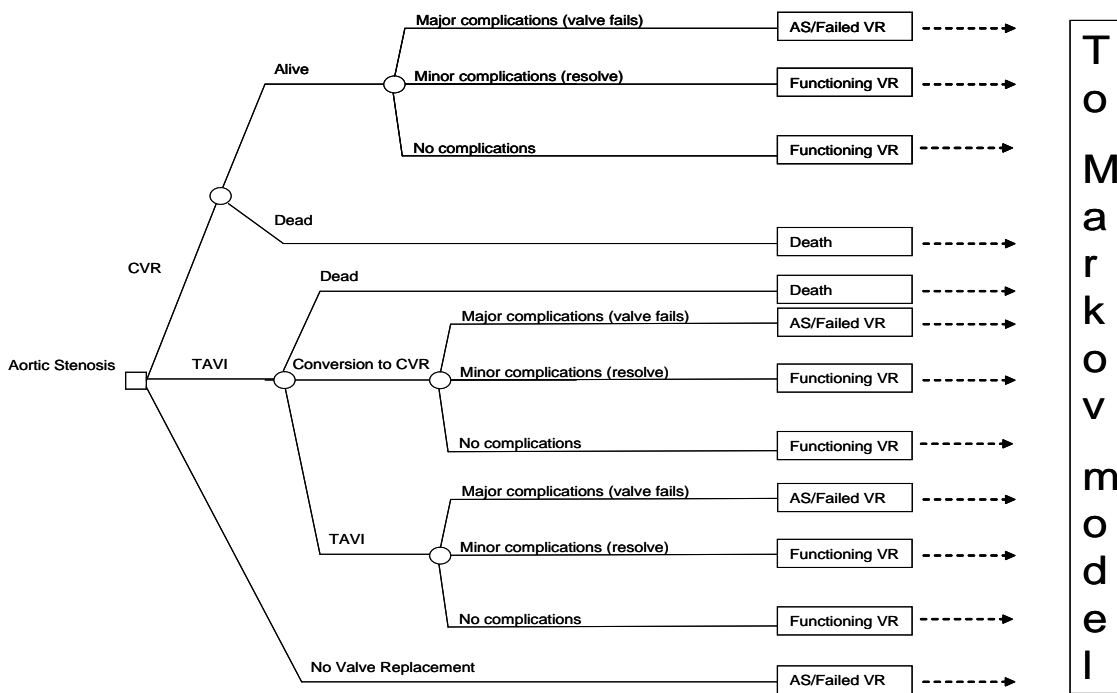 Major complications (valve fails)
AS/Failed VR
Alive
Minor complications (resolve)
Functioning VR
No complications
Functioning VR
Dead
Death
CVR
Dead
Death
Major complications (valve fails)
AS/Failed VR
Aortic Stenosis
TAVI
Conversion to CVR
Minor complications (resolve)
Functioning VR
No complications
Functioning VR
Major complications (valve fails)
AS/Failed VR
TAVI
Minor complications (resolve)
Functioning VR
No complications
Functioning VR
No Valve Replacement
AS/Failed VR
To Markov model